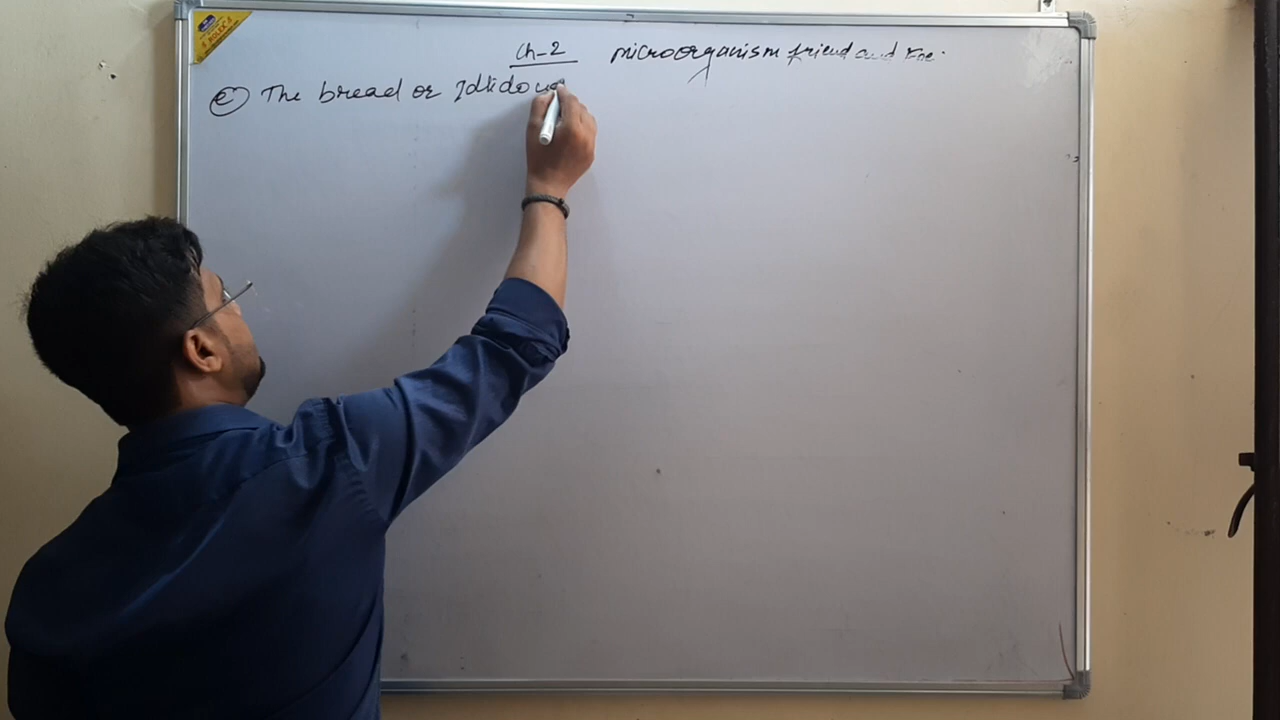 Ch-2 microorganism friend and Foe.
(e) The bread or Idli dough